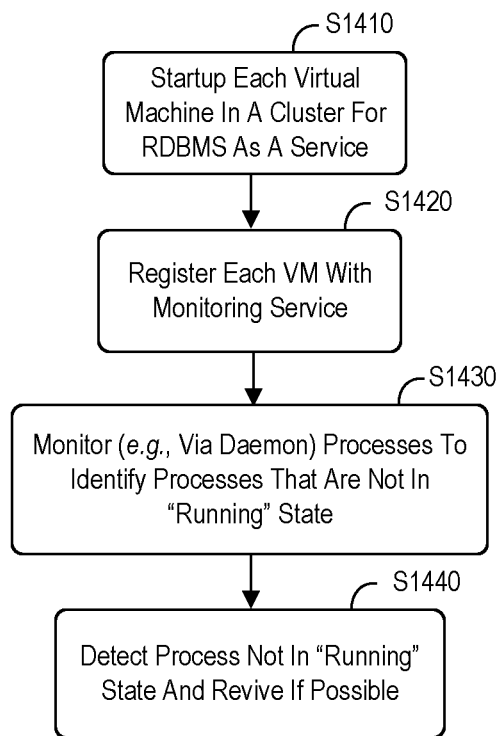 S1410
Startup Each Virtual
Machine In A Cluster For
RDBMS As A Service
S1420
Register Each VM With
Monitoring Service
S1430
Monitor (e.g., Via Daemon) Processes To
Identify Processes That Are Not In
“Running” State
S1440
Detect Process Not In “Running”
State And Revive If Possible